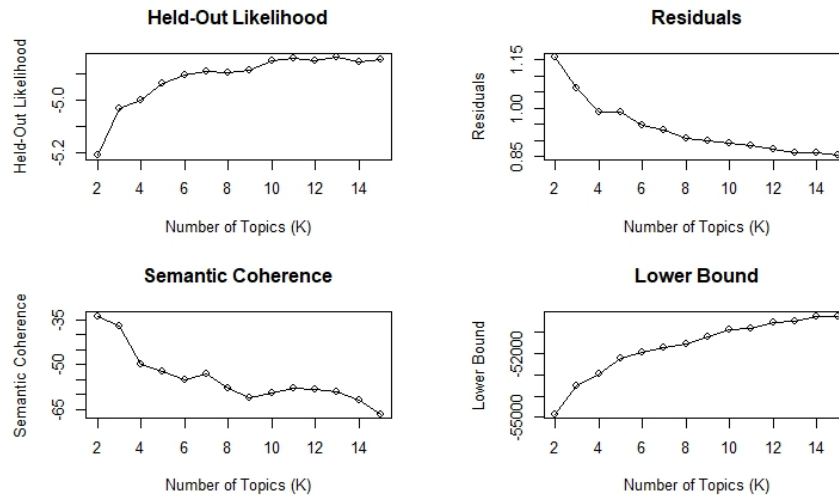 Held-Out Likelihood
Held-Out Likelihood
-5.0
-5.2
2 4 6 8 10 12 14
Number of Topics (K)
Residuals
Residuals
1.15
1.00
0.85
2 4 6 8 10 12 14
Number of Topics (K)
Semantic Coherence
Semantic Coherence
-35
-50
-65
2 4 6 8 10 12 14
Number of Topics (K)
Lower Bound
Lower Bound
-52000
-55000
2 4 6 8 10 12 14
Number of Topics (K)